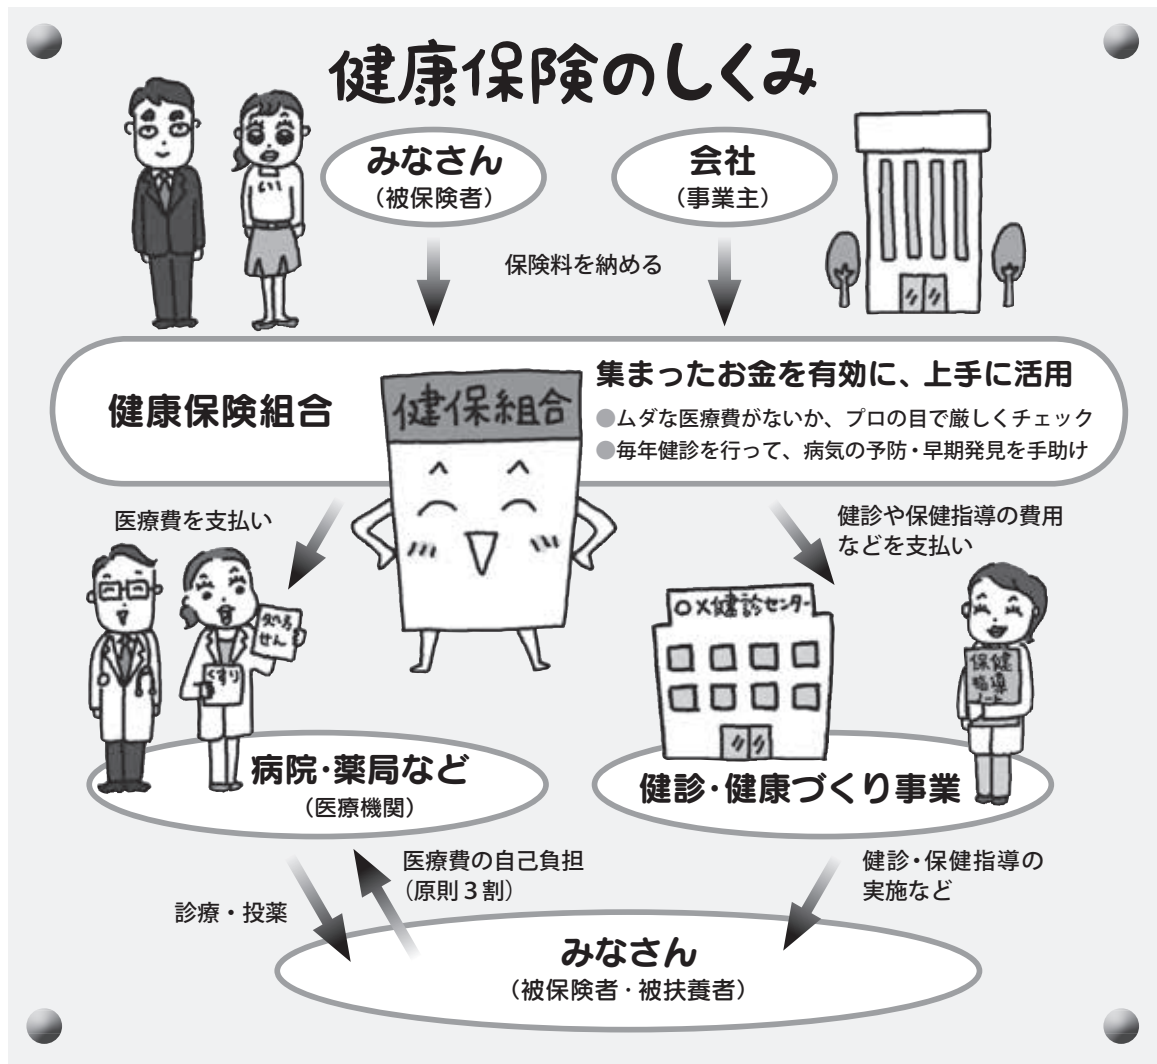 健康保険のしくみ
みなさん
（被保険者）
会社
（事業主）
保険料を納める
健康保険組合
健保組合
集まったお金を有効に、上手に活用
●ムダな医療費がないか、プロの目で厳しくチェック
●毎年健診を行って、病気の予防・早期発見を手助け
医療費を支払い
健診や保健指導の費用
などを支払い
処方
せん
くすり
○×健診センター
保健
指導
ノート
病院・薬局など
（医療機関）
健診・健康づくり事業
医療費の自己負担
（原則３割）
診療・投薬
健診・保健指導の
実施など
みなさん
（被保険者・被扶養者）